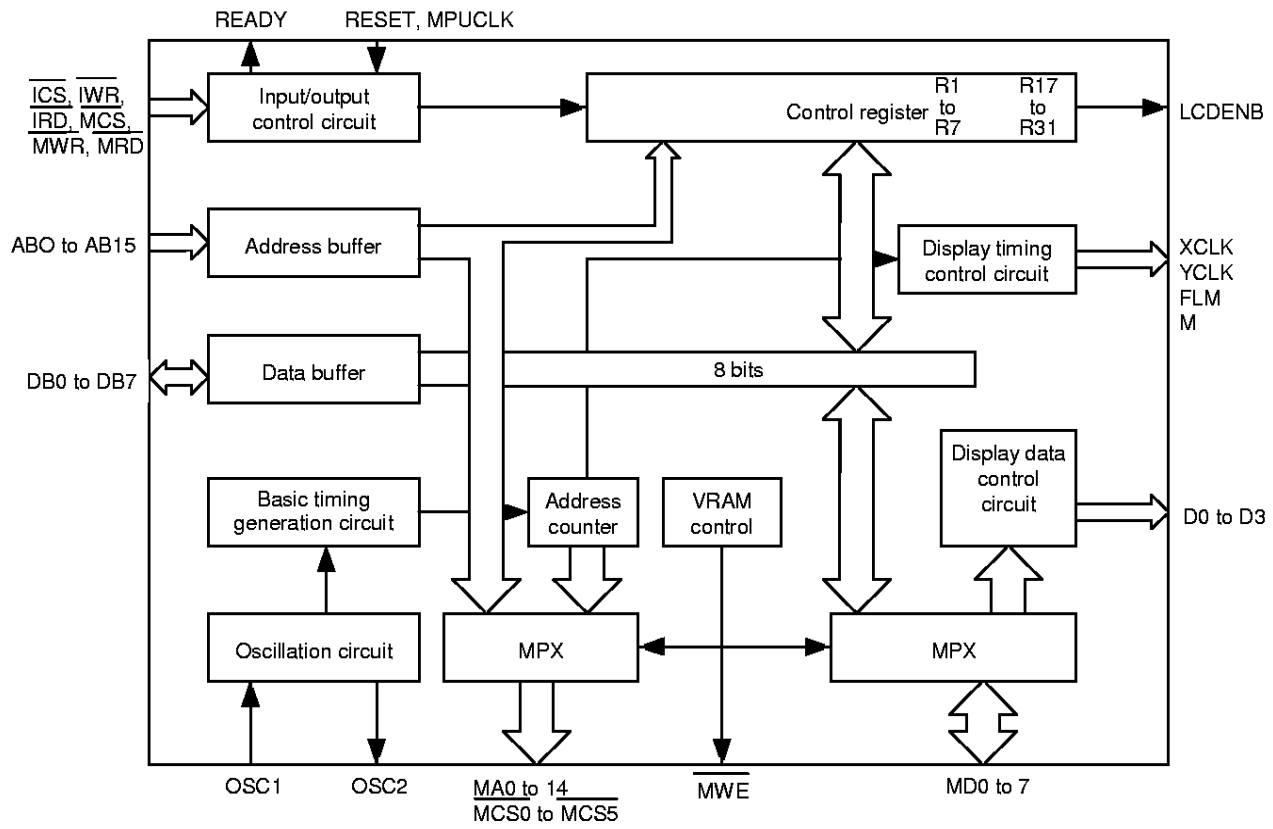 READY
RESET, MPUCLK
ICS, IWR,
IRD, MCS,
MWR, MRD
Input/output
control circuit
Control register
R1
to
R7
R17
to
R31
LCDENB
ABO to AB15
Address buffer
Display timing
control circuit
XCLK
YCLK
FLM
M
DB0 to DB7
Data buffer
8 bits
Basic timing
generation circuit
Address
counter
VRAM
control
Display data
control
circuit
D0 to D3
Oscillation circuit
MPX
MPX
OSC1
OSC2
MA0 to 14
MCS0 to MCS5
MWE
MD0 to 7